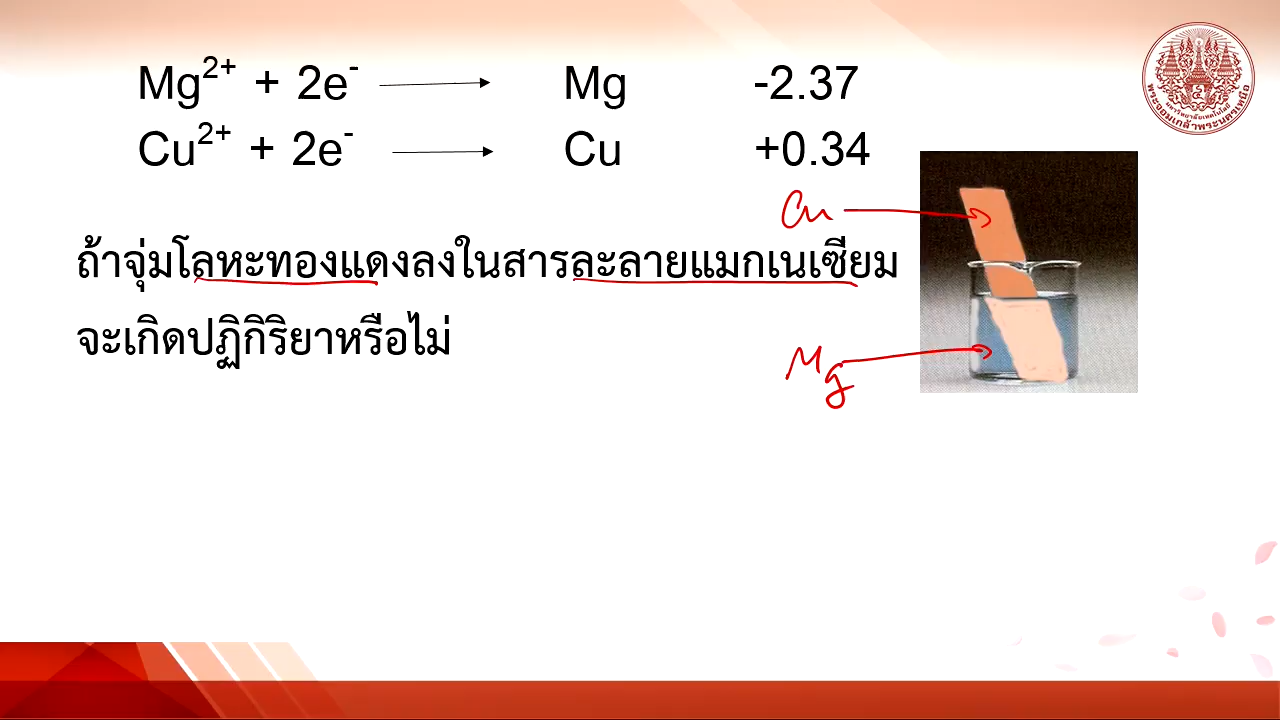 Mg²⁺ + 2e⁻ ⟶ Mg -2.37
Cu²⁺ + 2e⁻ ⟶ Cu +0.34
Cu
ถ้าจุ่มโลหะทองแดงลงในสารละลายแมกเนเซียม
จะเกิดปฏิกิริยาหรือไม่
Mg